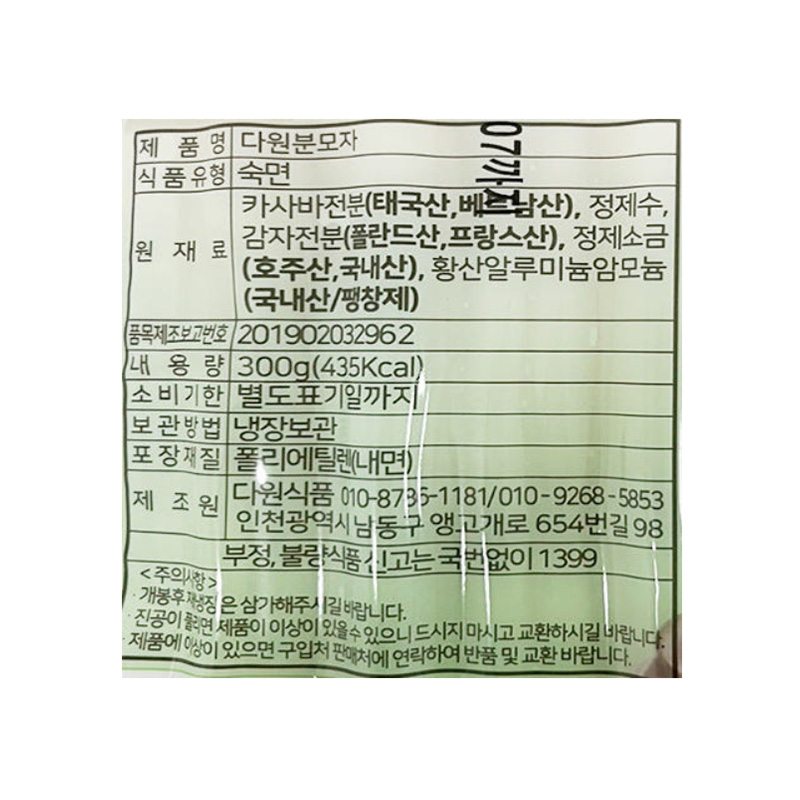 제품명 다원분모자
식품유형 숙면
원재료 카사바전분(태국산,베트남산), 정제수,
감자전분(폴란드산,프랑스산), 정제소금
(호주산,국내산), 황산알루미늄암모늄
(국내산/팽창제)
07까지
품목제조보고번호 201902032962
내용량 300g(435Kcal)
소비기한 별도표기일까지
보관방법 냉장보관
포장재질 폴리에틸렌(내면)
제조원 다원식품 010-8736-1181/010-9268-5853
인천광역시 남동구 앵고개로 654번길 98
부정, 불량식품 신고는 국번없이 1399
<주의사항>
· 개봉후 재냉장은 삼가해주시길 바랍니다.
· 진공이 풀리면 제품이 이상이 있을 수 있으니 드시지 마시고 교환하시길 바랍니다.
· 제품에 이상이 있으면 구입처 판매처에 연락하여 반품 및 교환 바랍니다.